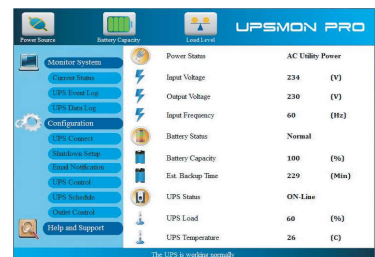 UPSMON PRO
Power Source Battery Capacity Load Level
Monitor System
Current Status
UPS Event Log
UPS Data Log
Configuration
UPS Connect
Shutdown Setup
Email Notification
UPS Control
UPS Schedule
Outlet Control
Help and Support
Power Status AC Utility Power
Input Voltage 234 (V)
Output Voltage 230 (V)
Input Frequency 60 (Hz)
Battery Status Normal
Battery Capacity 100 (%)
Est. Backup Time 229 (Min)
UPS Status ON-Line
UPS Load 60 (%)
UPS Temperature 26 (C)
The UPS is working normally